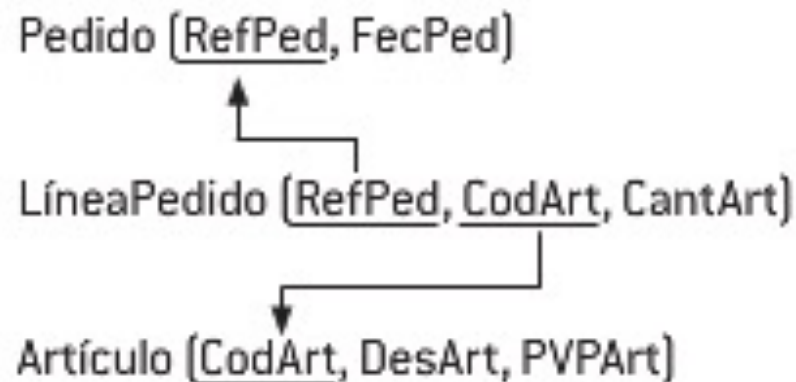 Pedido (RefPed, FecPed)
LíneaPedido (RefPed, CodArt, CantArt)
Artículo (CodArt, DesArt, PVPArt)